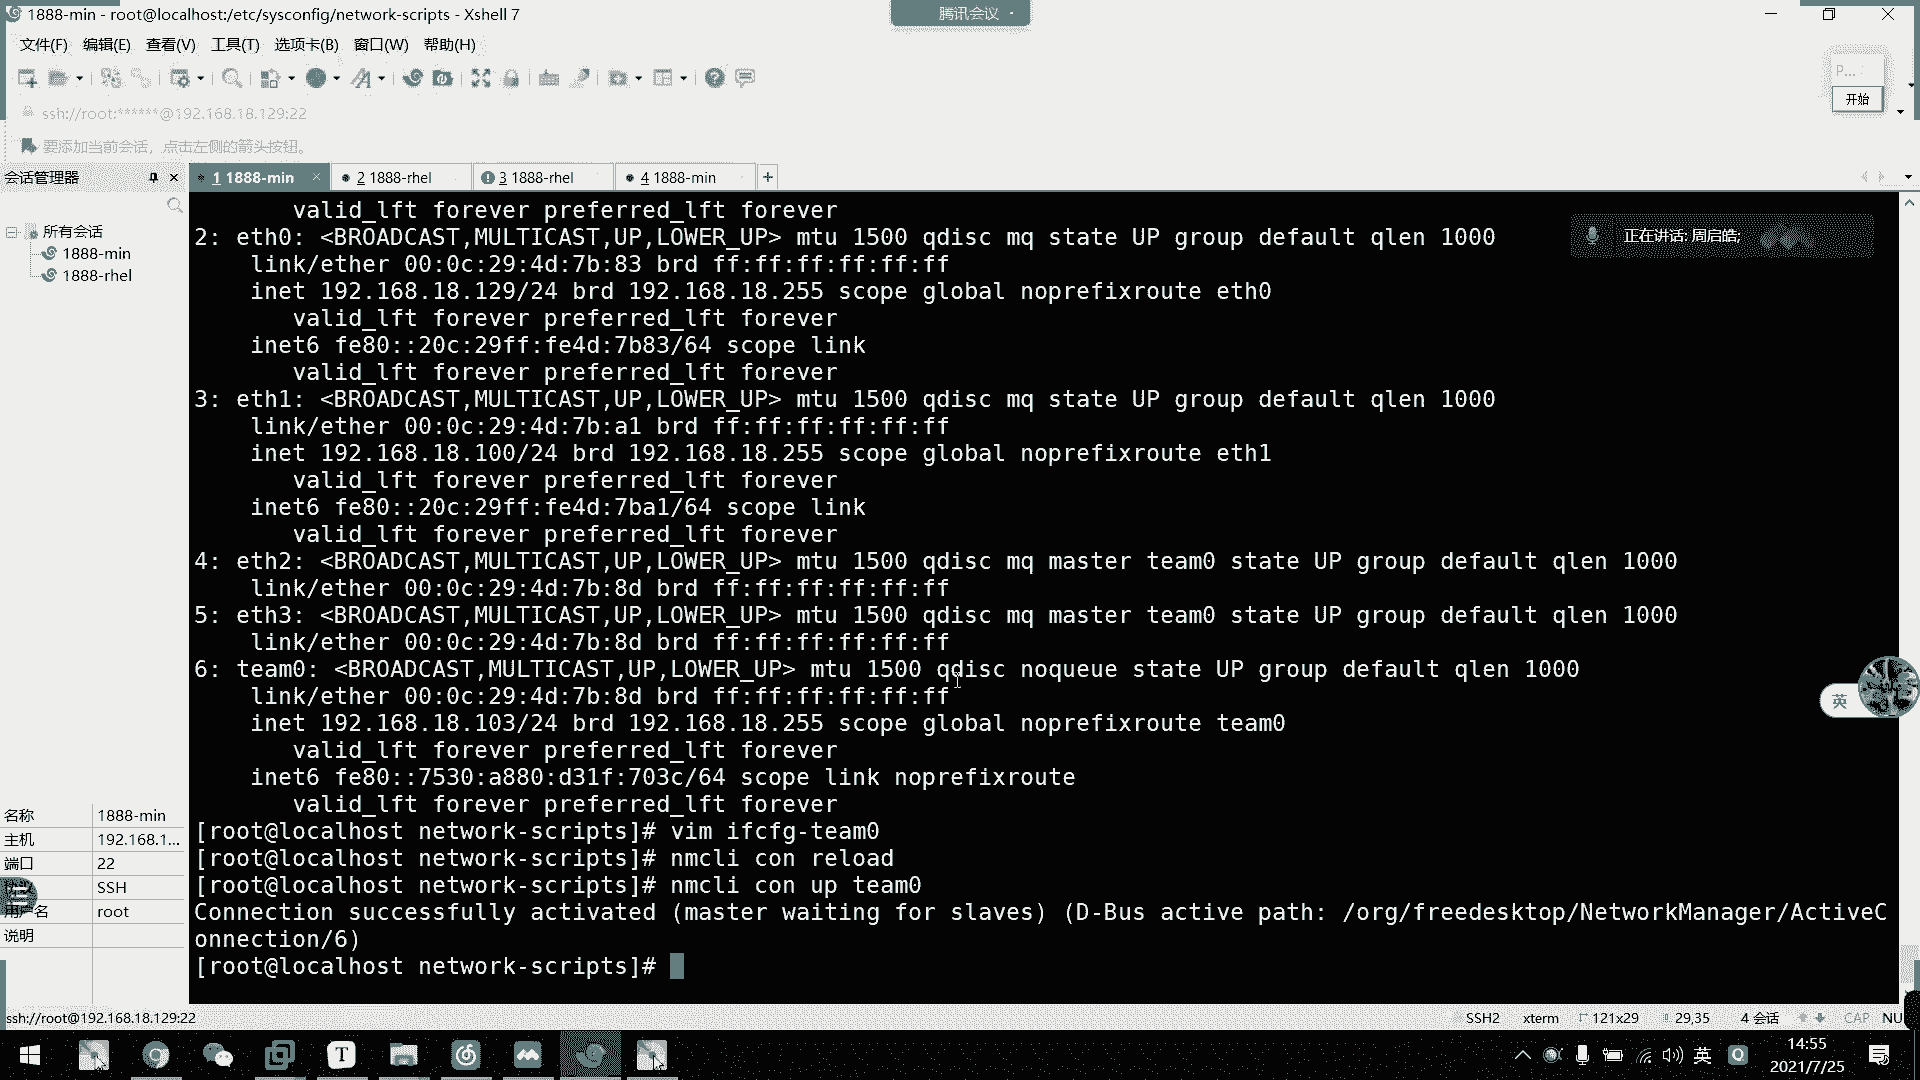 1888-min - root@localhost:/etc/sysconfig/network-scripts - Xshell 7
腾讯会议
文件(F) 编辑(E) 查看(V) 工具(T) 选项卡(B) 窗口(W) 帮助(H)
P...
开始
ssh://root:******@192.168.18.129:22
要添加当前会话，点击左侧的箭头按钮。
会话管理器
1 1888-min
2 1888-rhel
3 1888-rhel
4 1888-min
所有会话
1888-min
1888-rhel
正在讲话: 周启皓;
valid_lft forever preferred_lft forever
2: eth0: <BROADCAST,MULTICAST,UP,LOWER_UP> mtu 1500 qdisc mq state UP group default qlen 1000
link/ether 00:0c:29:4d:7b:83 brd ff:ff:ff:ff:ff:ff
inet 192.168.18.129/24 brd 192.168.18.255 scope global noprefixroute eth0
valid_lft forever preferred_lft forever
inet6 fe80::20c:29ff:fe4d:7b83/64 scope link
valid_lft forever preferred_lft forever
3: eth1: <BROADCAST,MULTICAST,UP,LOWER_UP> mtu 1500 qdisc mq state UP group default qlen 1000
link/ether 00:0c:29:4d:7b:a1 brd ff:ff:ff:ff:ff:ff
inet 192.168.18.100/24 brd 192.168.18.255 scope global noprefixroute eth1
valid_lft forever preferred_lft forever
inet6 fe80::20c:29ff:fe4d:7ba1/64 scope link
valid_lft forever preferred_lft forever
4: eth2: <BROADCAST,MULTICAST,UP,LOWER_UP> mtu 1500 qdisc mq master team0 state UP group default qlen 1000
link/ether 00:0c:29:4d:7b:8d brd ff:ff:ff:ff:ff:ff
5: eth3: <BROADCAST,MULTICAST,UP,LOWER_UP> mtu 1500 qdisc mq master team0 state UP group default qlen 1000
link/ether 00:0c:29:4d:7b:8d brd ff:ff:ff:ff:ff:ff
6: team0: <BROADCAST,MULTICAST,UP,LOWER_UP> mtu 1500 qdisc noqueue state UP group default qlen 1000
link/ether 00:0c:29:4d:7b:8d brd ff:ff:ff:ff:ff:ff
inet 192.168.18.103/24 brd 192.168.18.255 scope global noprefixroute team0
valid_lft forever preferred_lft forever
inet6 fe80::7530:a880:d31f:703c/64 scope link noprefixroute
valid_lft forever preferred_lft forever
[root@localhost network-scripts]# vim ifcfg-team0
[root@localhost network-scripts]# nmcli con reload
[root@localhost network-scripts]# nmcli con up team0
Connection successfully activated (master waiting for slaves) (D-Bus active path: /org/freedesktop/NetworkManager/ActiveC
onnection/6)
[root@localhost network-scripts]#
名称 1888-min
主机 192.168.1...
端口 22
SSH
用户名 root
说明
英
ssh://root@192.168.18.129:22
SSH2 xterm 121x29 29,35 4 会话 CAP NU
T
英
14:55
2021/7/25